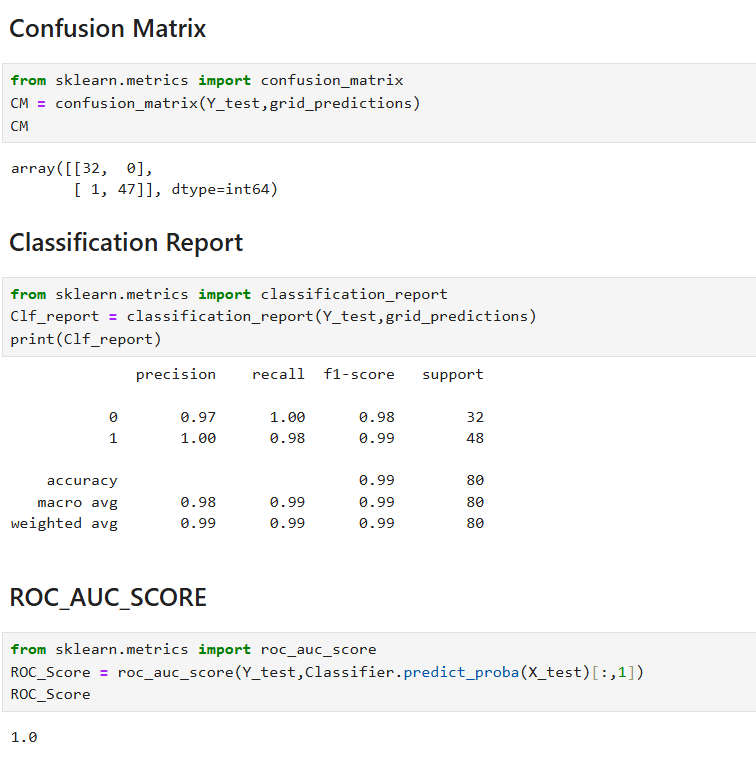 Confusion Matrix
from sklearn.metrics import confusion_matrix
CM = confusion_matrix(Y_test,grid_predictions)
CM
array([[32,  0],
       [ 1, 47]], dtype=int64)
Classification Report
from sklearn.metrics import classification_report
Clf_report = classification_report(Y_test,grid_predictions)
print(Clf_report)
              precision    recall  f1-score   support
           0       0.97      1.00      0.98        32
           1       1.00      0.98      0.99        48
    accuracy                           0.99        80
   macro avg       0.98      0.99      0.99        80
weighted avg       0.99      0.99      0.99        80
ROC_AUC_SCORE
from sklearn.metrics import roc_auc_score
ROC_Score = roc_auc_score(Y_test,Classifier.predict_proba(X_test)[:,1])
ROC_Score
1.0